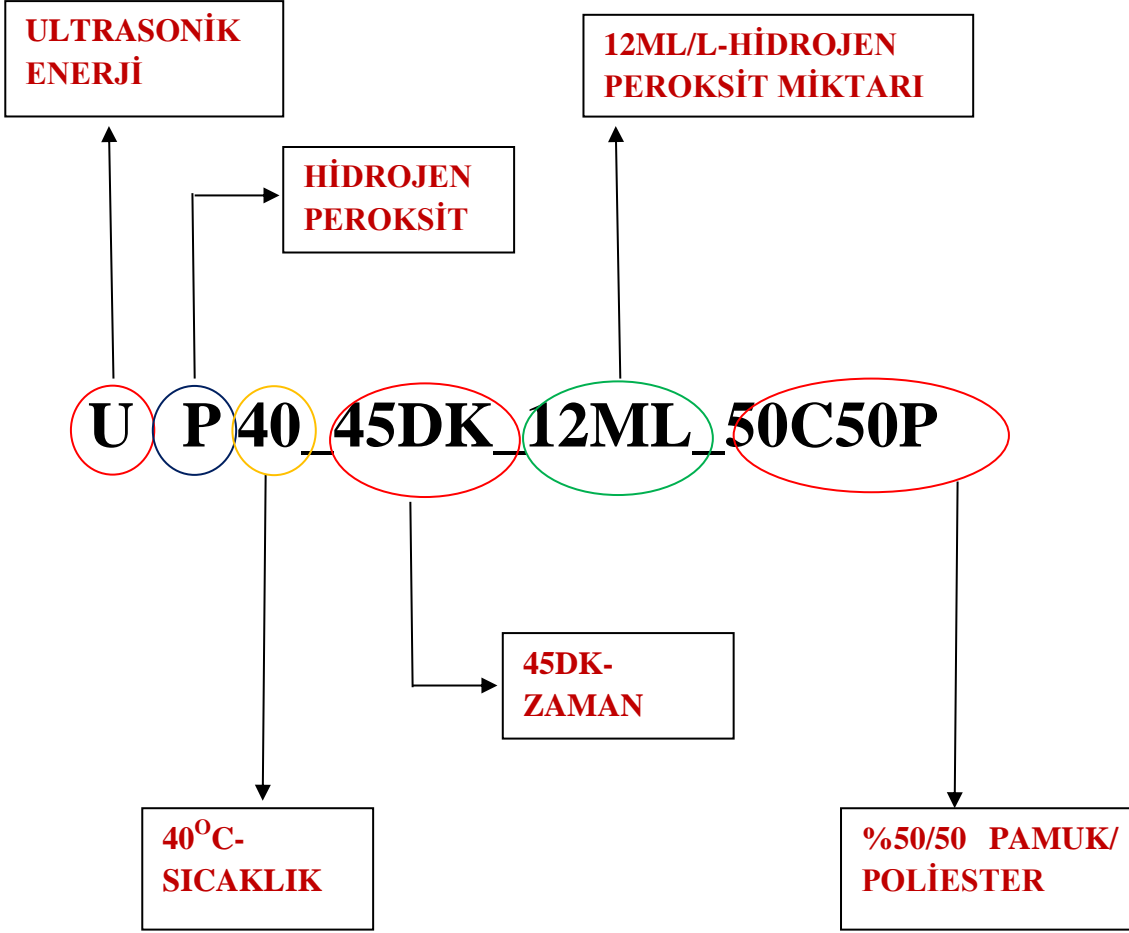 ULTRASONİK
ENERJİ
12ML/L-HİDROJEN
PEROKSİT MİKTARI
HİDROJEN
PEROKSİT
U P 40_45DK_12ML_50C50P
45DK-
ZAMAN
40ᴼC-
SICAKLIK
%50/50 PAMUK/
POLİESTER